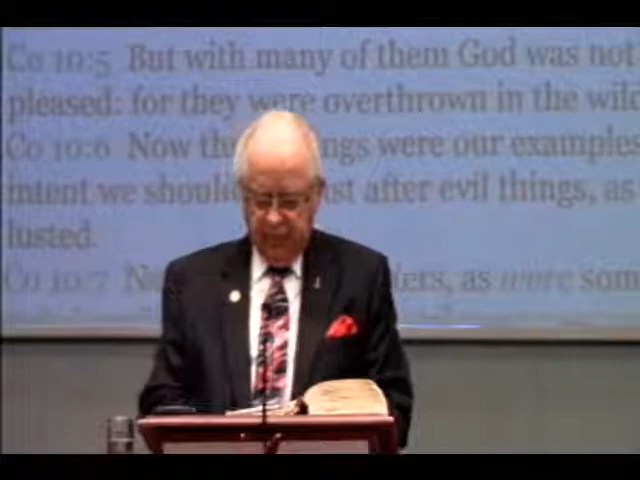 Co 10:5 But with many of them God was not
pleased: for they were overthrown in the wild
Co 10:6 Now th ngs were our examples
intent we should st after evil things, as
lusted.
Co 10:7 N ers, as were som